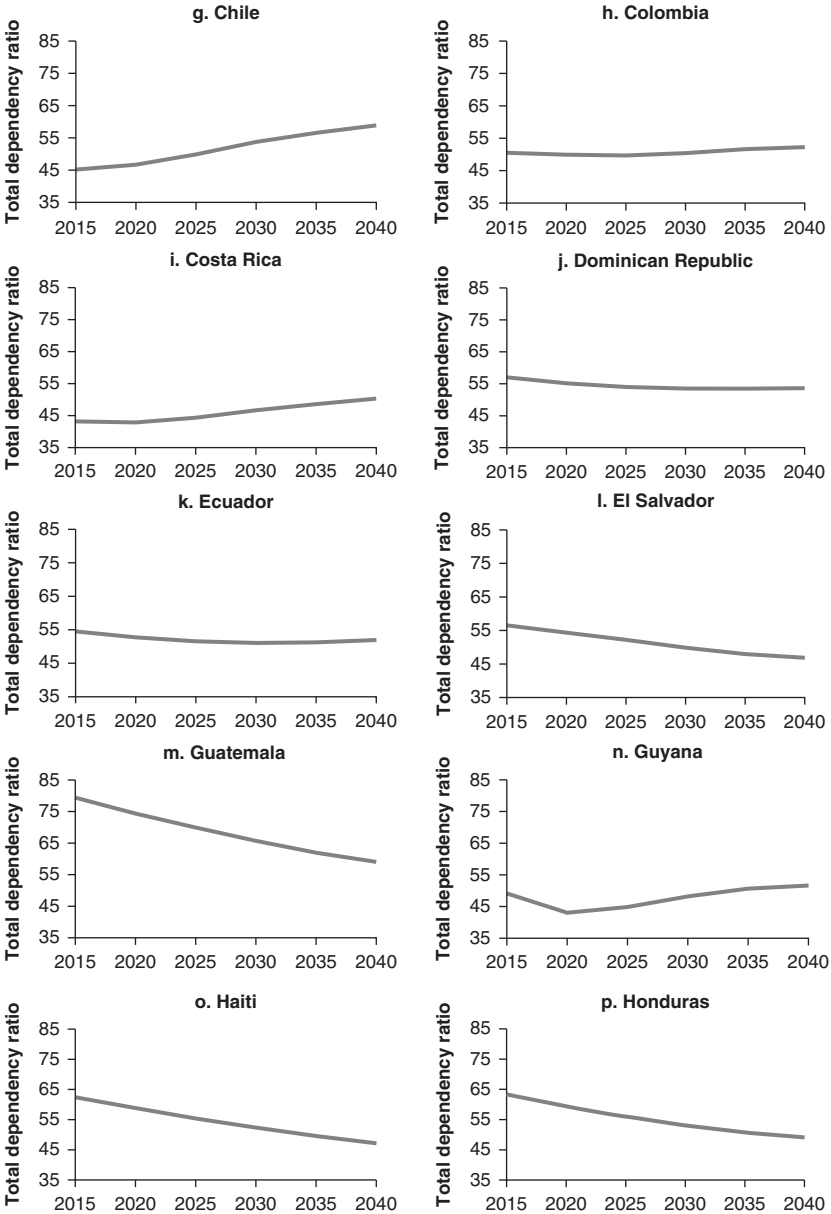 g. Chile
Total dependency ratio
85
75
65
55
45
35
2015 2020 2025 2030 2035 2040
h. Colombia
Total dependency ratio
85
75
65
55
45
35
2015 2020 2025 2030 2035 2040
i. Costa Rica
Total dependency ratio
85
75
65
55
45
35
2015 2020 2025 2030 2035 2040
j. Dominican Republic
Total dependency ratio
85
75
65
55
45
35
2015 2020 2025 2030 2035 2040
k. Ecuador
Total dependency ratio
85
75
65
55
45
35
2015 2020 2025 2030 2035 2040
l. El Salvador
Total dependency ratio
85
75
65
55
45
35
2015 2020 2025 2030 2035 2040
m. Guatemala
Total dependency ratio
85
75
65
55
45
35
2015 2020 2025 2030 2035 2040
n. Guyana
Total dependency ratio
85
75
65
55
45
35
2015 2020 2025 2030 2035 2040
o. Haiti
Total dependency ratio
85
75
65
55
45
35
2015 2020 2025 2030 2035 2040
p. Honduras
Total dependency ratio
85
75
65
55
45
35
2015 2020 2025 2030 2035 2040